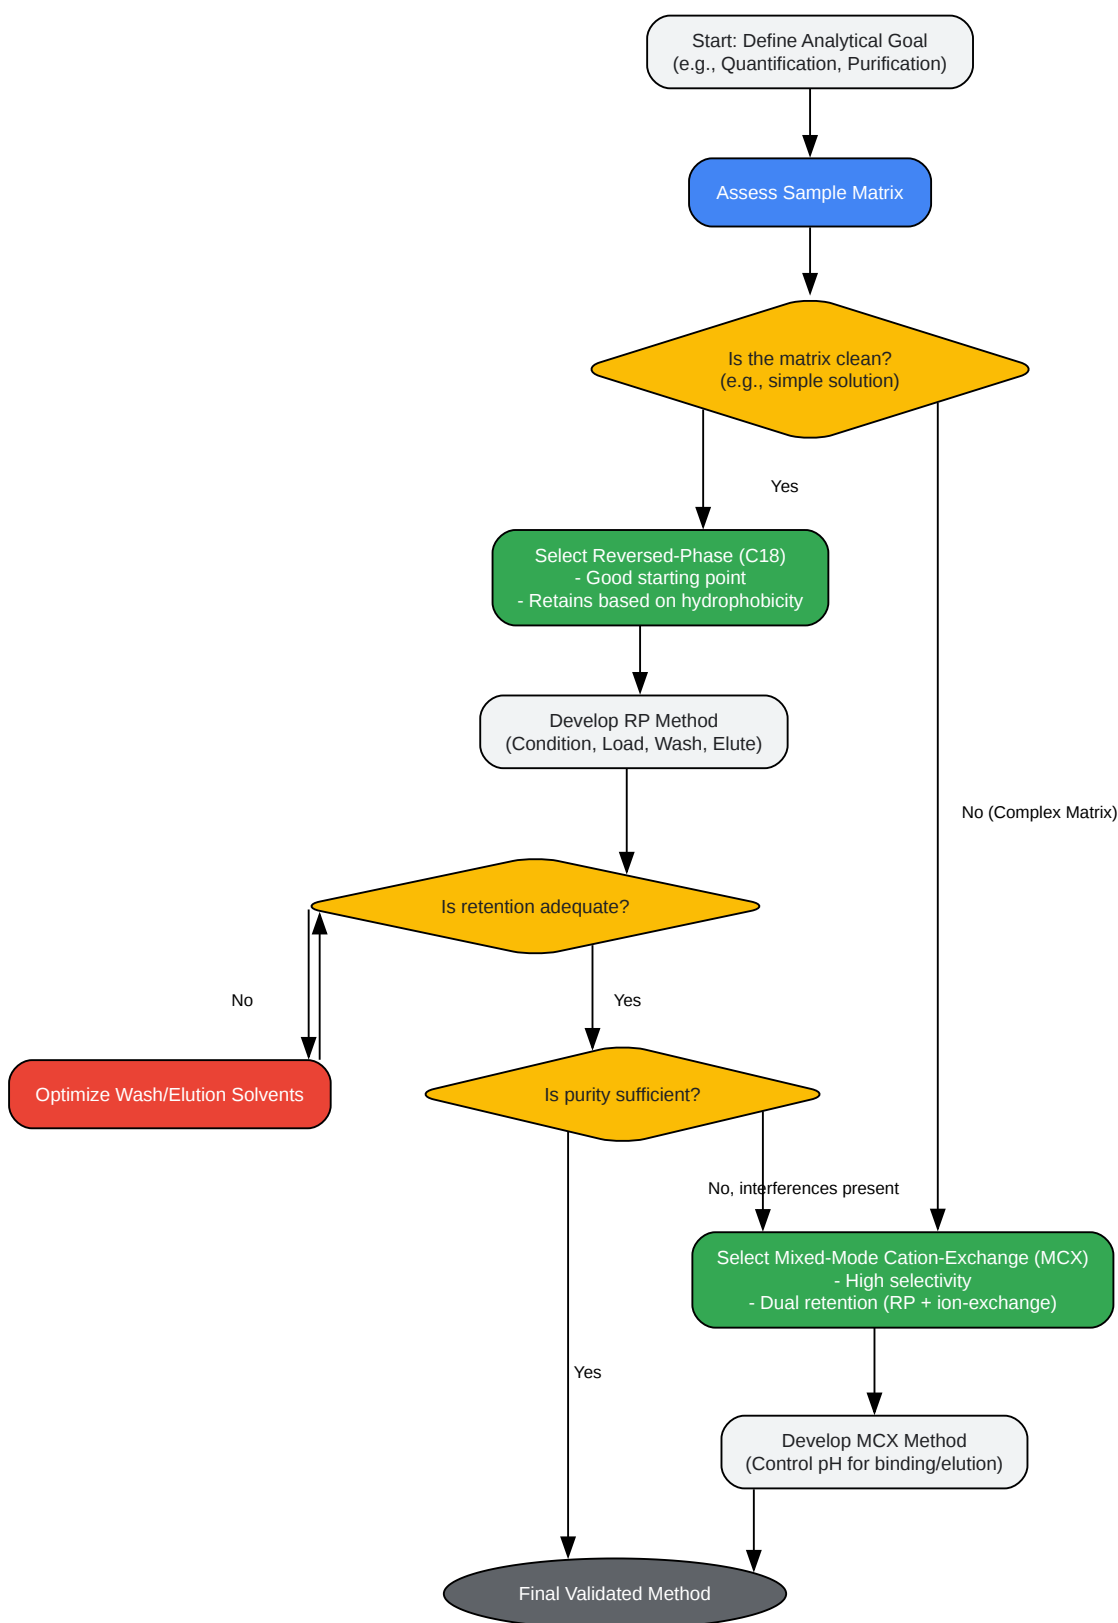 Start: Define Analytical Goal
(e.g., Quantification, Purification)
Assess Sample Matrix
Is the matrix clean?
(e.g., simple solution)
Yes
Select Reversed-Phase (C18)
- Good starting point
- Retains based on hydrophobicity
Develop RP Method
(Condition, Load, Wash, Elute)
No (Complex Matrix)
Is retention adequate?
No
Yes
Optimize Wash/Elution Solvents
Is purity sufficient?
No, interferences present
Select Mixed-Mode Cation-Exchange (MCX)
- High selectivity
- Dual retention (RP + ion-exchange)
Yes
Develop MCX Method
(Control pH for binding/elution)
Final Validated Method